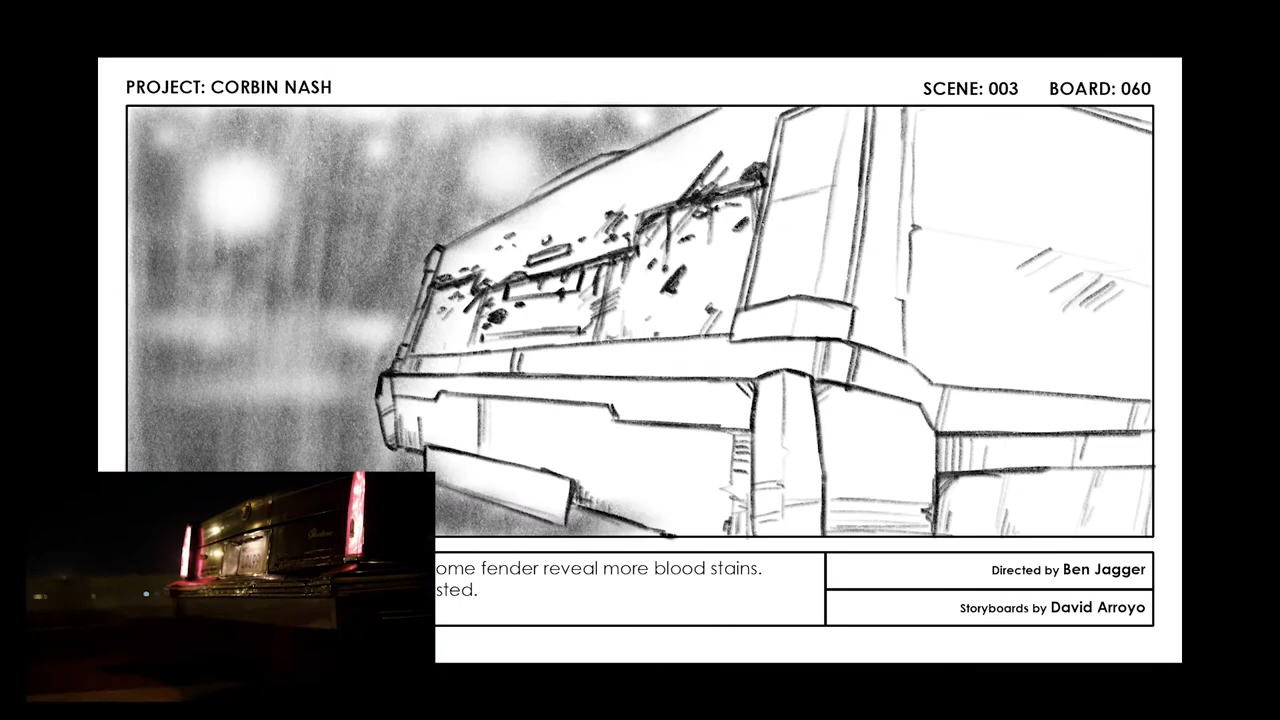 PROJECT: CORBIN NASH
SCENE: 003 BOARD: 060
ome fender reveal more blood stains.
sted.
Directed by Ben Jagger
Storyboards by David Arroyo